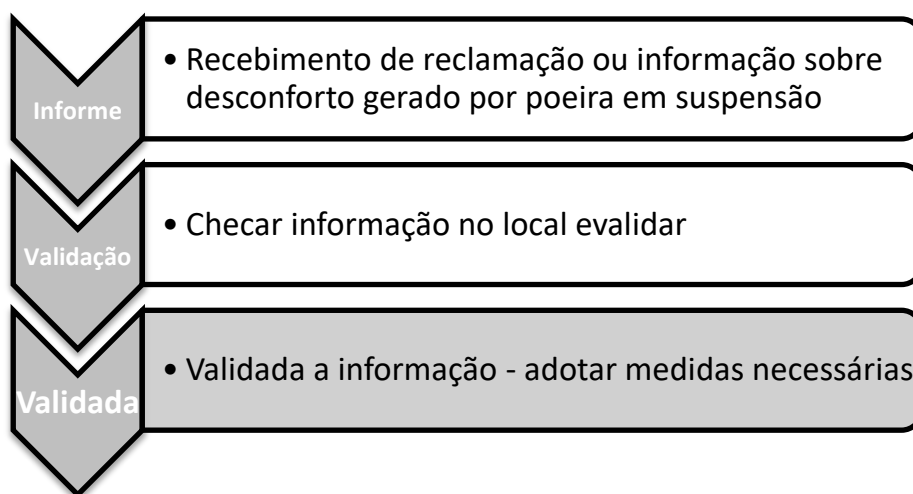 Informe
• Recebimento de reclamação ou informação sobre
desconforto gerado por poeira em suspensão
Validação
• Checar informação no local evalidar
Validada
• Validada a informação - adotar medidas necessárias